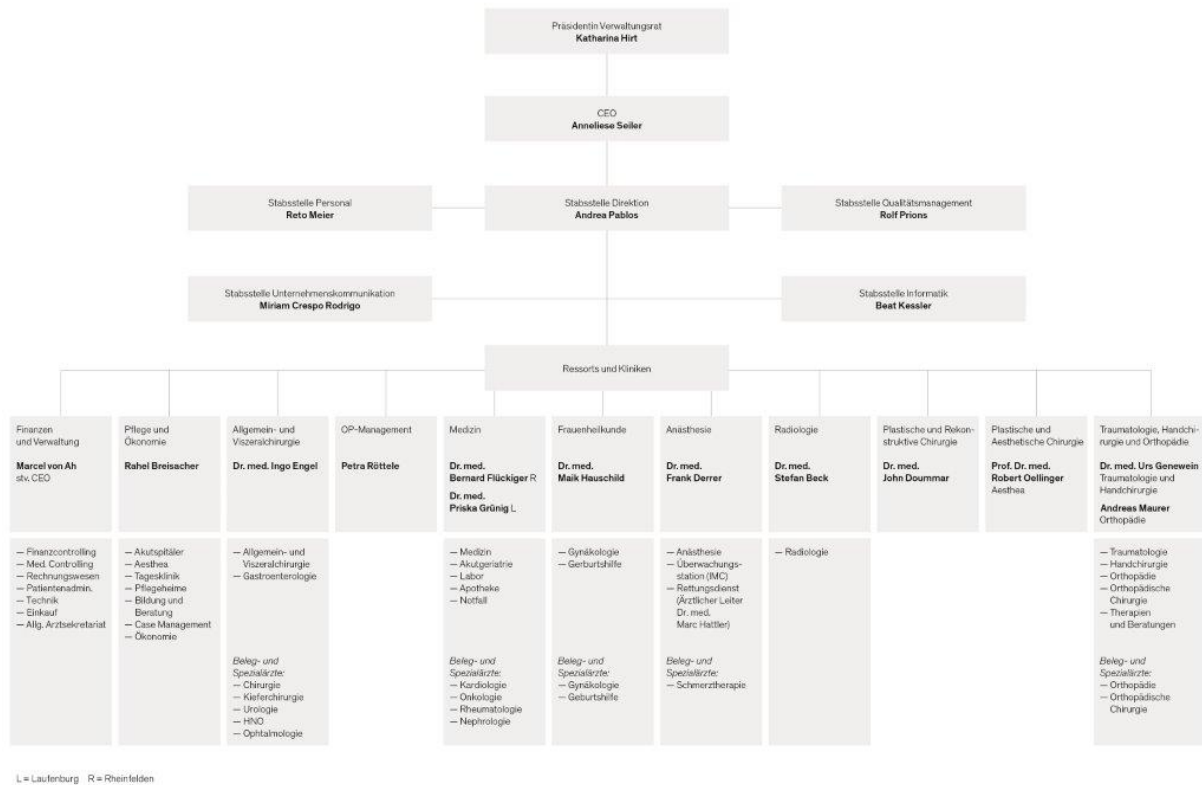 Präsidentin Verwaltungsrat
Katharina Hirt
CEO
Anneliese Seiler
Stabsstelle Personal
Reto Meier
Stabsstelle Direktion
Andrea Pablos
Stabsstelle Qualitätsmanagement
Rolf Prions
Stabsstelle Unternehmenskommunikation
Miriam Crespo Rodrigo
Stabsstelle Informatik
Beat Kessler
Ressorts und Kliniken
Finanzen
und Verwaltung
Marcel von Ah
stv. CEO
— Finanzcontrolling
— Med. Controlling
— Rechnungswesen
— Patientenadmin.
— Technik
— Einkauf
— Allg. Arztsekretariat
Pflege und
Ökonomie
Rahel Breisacher
— Akutspitäler
— Aesthea
— Tagesklinik
— Pflegeheime
— Bildung und
Beratung
— Case Management
— Ökonomie
Allgemein- und
Viszeralchirurgie
Dr. med. Ingo Engel
— Allgemein- und
Viszeralchirurgie
— Gastroenterologie
Beleg- und
Spezialärzte:
— Chirurgie
— Kieferchirurgie
— Urologie
— HNO
— Ophtalmologie
OP-Management
Petra Röttele
Medizin
Dr. med.
Bernard Flückiger R
Dr. med.
Priska Grünig L
— Medizin
— Akutgeriatrie
— Labor
— Apotheke
— Notfall
Beleg- und
Spezialärzte:
— Kardiologie
— Onkologie
— Rheumatologie
— Nephrologie
Frauenheilkunde
Dr. med.
Maik Hauschild
— Gynäkologie
— Gerburtshilfe
Beleg- und
Spezialärzte:
— Gynäkologie
— Geburtshilfe
Anästhesie
Dr. med.
Frank Derrer
— Anästhesie
— Überwachungs-
station (IMC)
— Rettungsdienst
(Ärztlicher Leiter
Dr. med.
Marc Hattler)
Beleg- und
Spezialärzte:
— Schmerztherapie
Radiologie
Dr. med.
Stefan Beck
— Radiologie
Plastische und Rekon-
struktive Chirurgie
Dr. med.
John Doummar
Plastische und
Aesthetische Chirurgie
Prof. Dr. med.
Robert Oellinger
Aesthea
Traumatologie, Handchi-
rurgie und Orthopädie
Dr. med. Urs Genewein
Traumatologie und
Handchirurgie
Andreas Maurer
Orthopädie
— Traumatologie
— Handchirurgie
— Orthopädie
— Orthopädische
Chirurgie
— Therapien
und Beratungen
Beleg- und
Spezialärzte:
— Orthopädie
— Orthopädische
Chirurgie
L = Laufenburg R = Rheinfelden